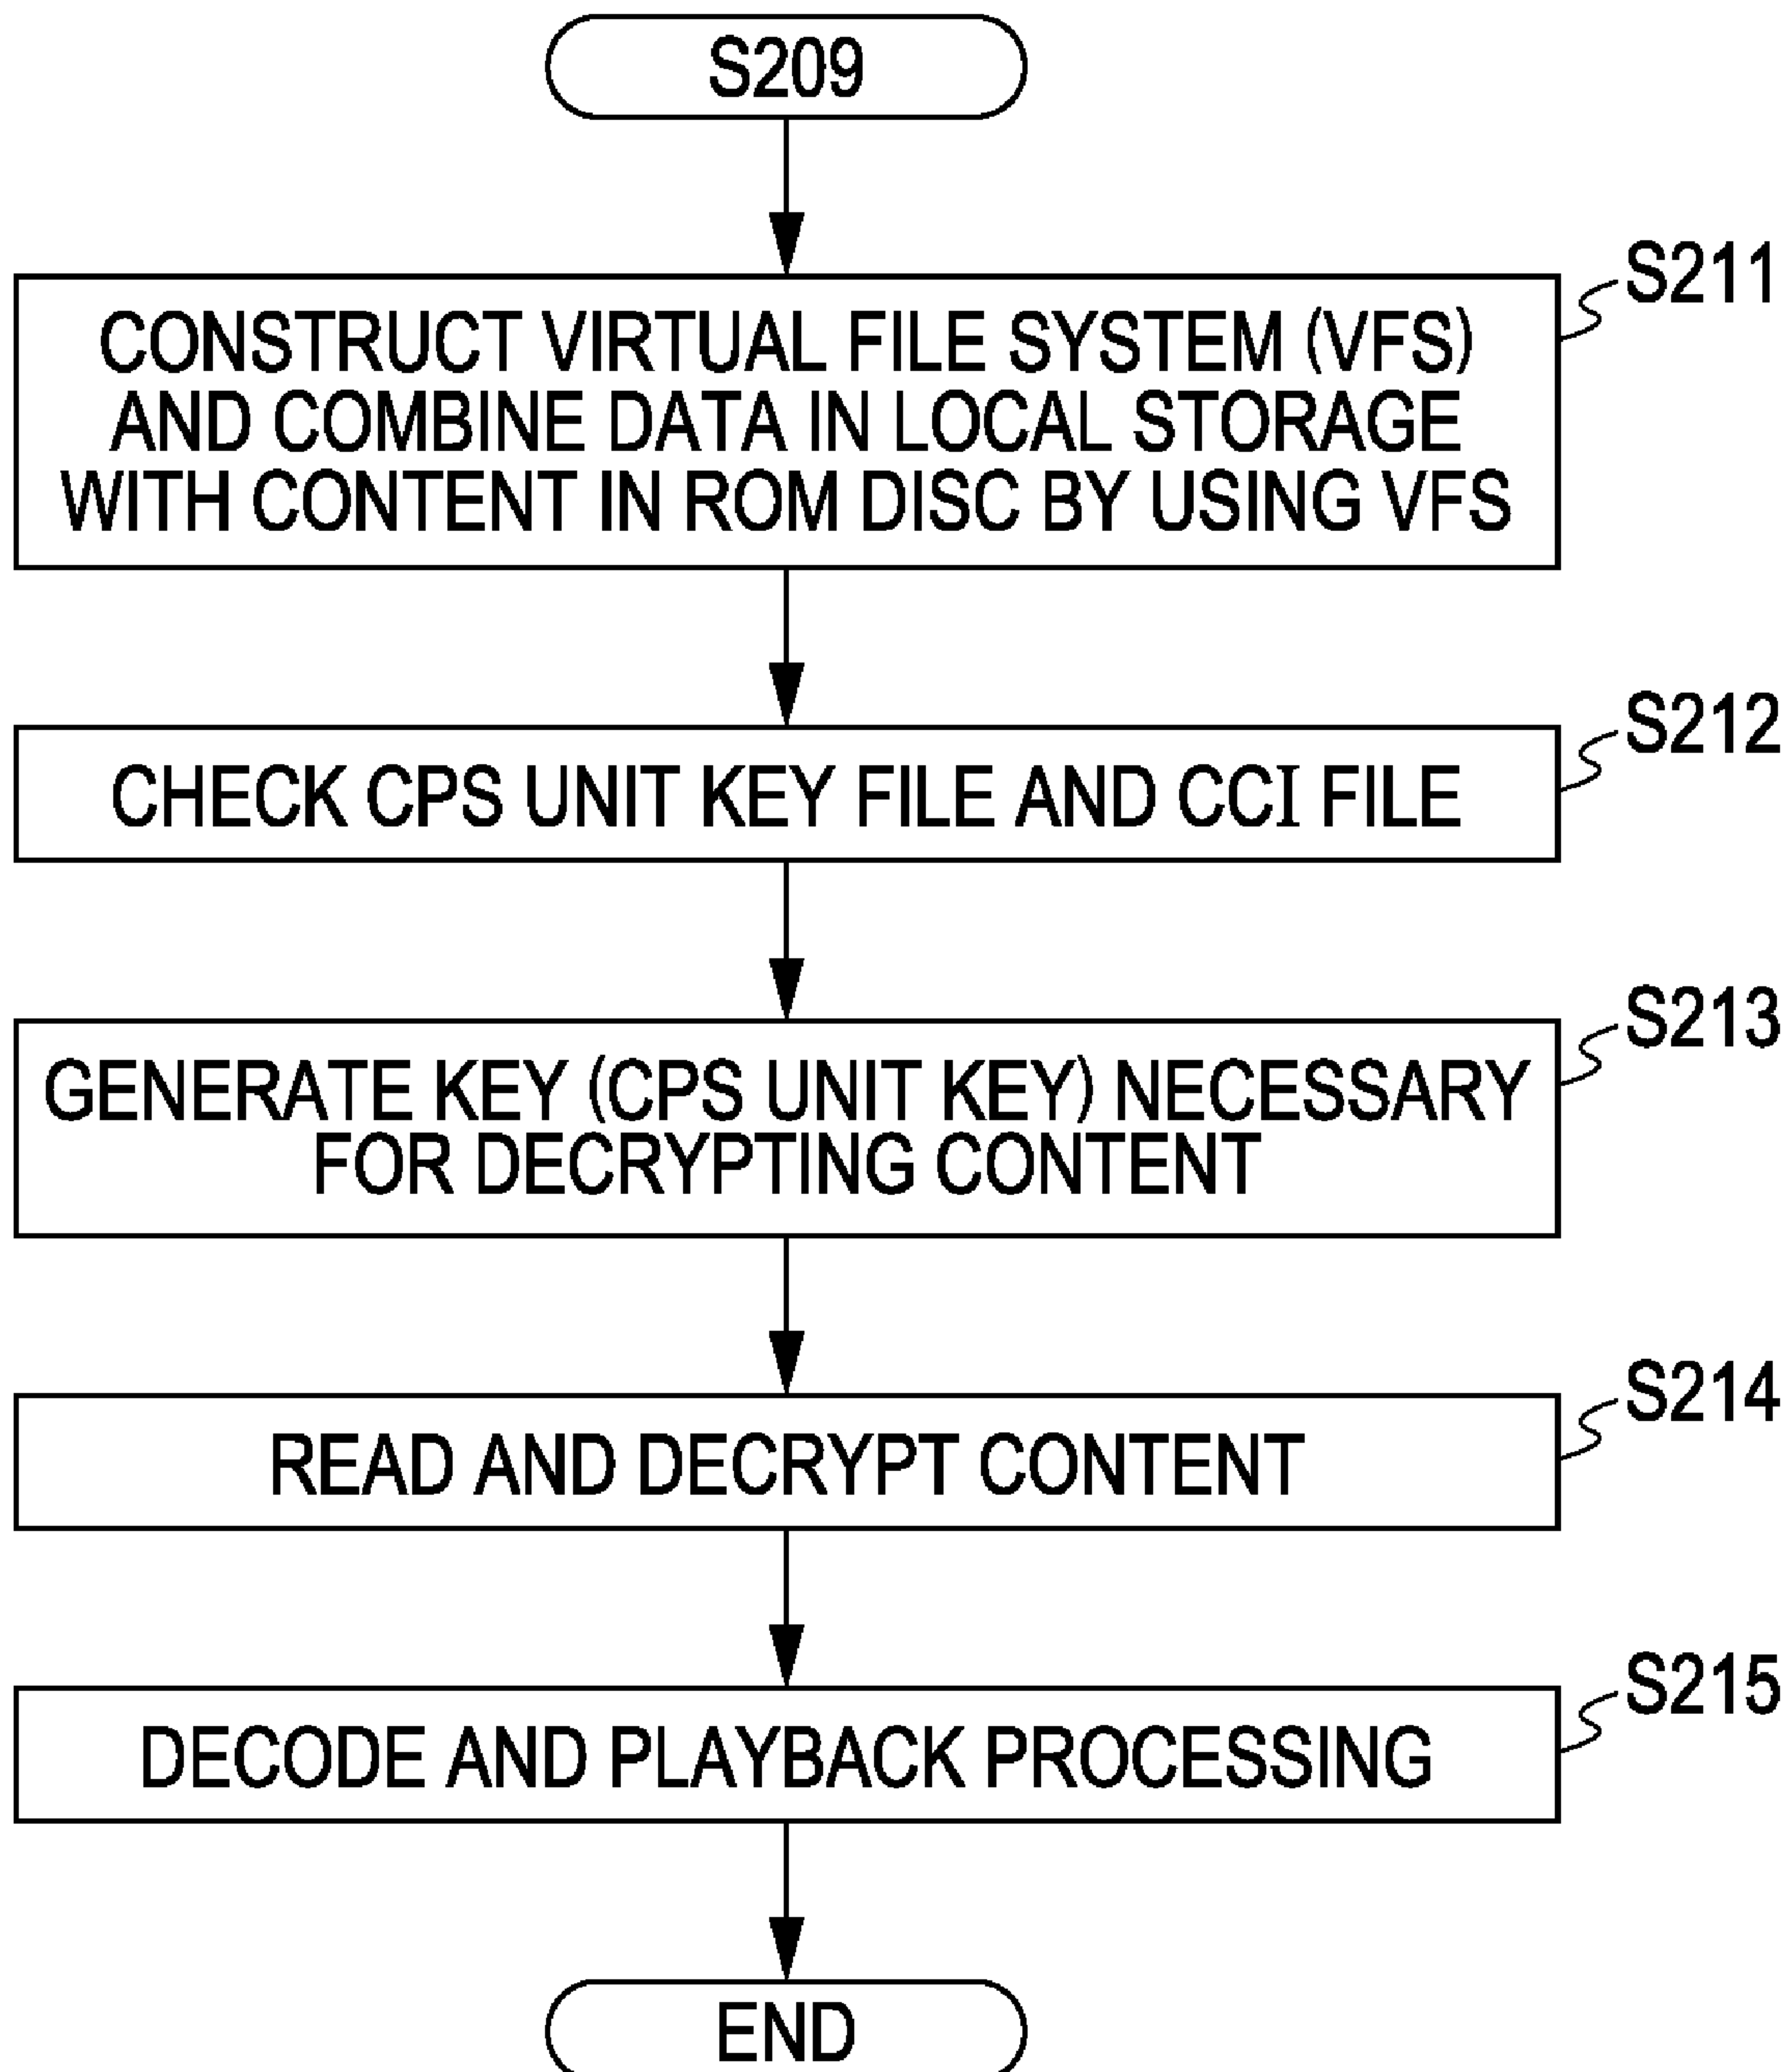 S209
S211
CONSTRUCT VIRTUAL FILE SYSTEM (VFS)
AND COMBINE DATA IN LOCAL STORAGE
WITH CONTENT IN ROM DISC BY USING VFS
S212
CHECK CPS UNIT KEY FILE AND CCI FILE
S213
GENERATE KEY (CPS UNIT KEY) NECESSARY
FOR DECRYPTING CONTENT
S214
READ AND DECRYPT CONTENT
S215
DECODE AND PLAYBACK PROCESSING
END